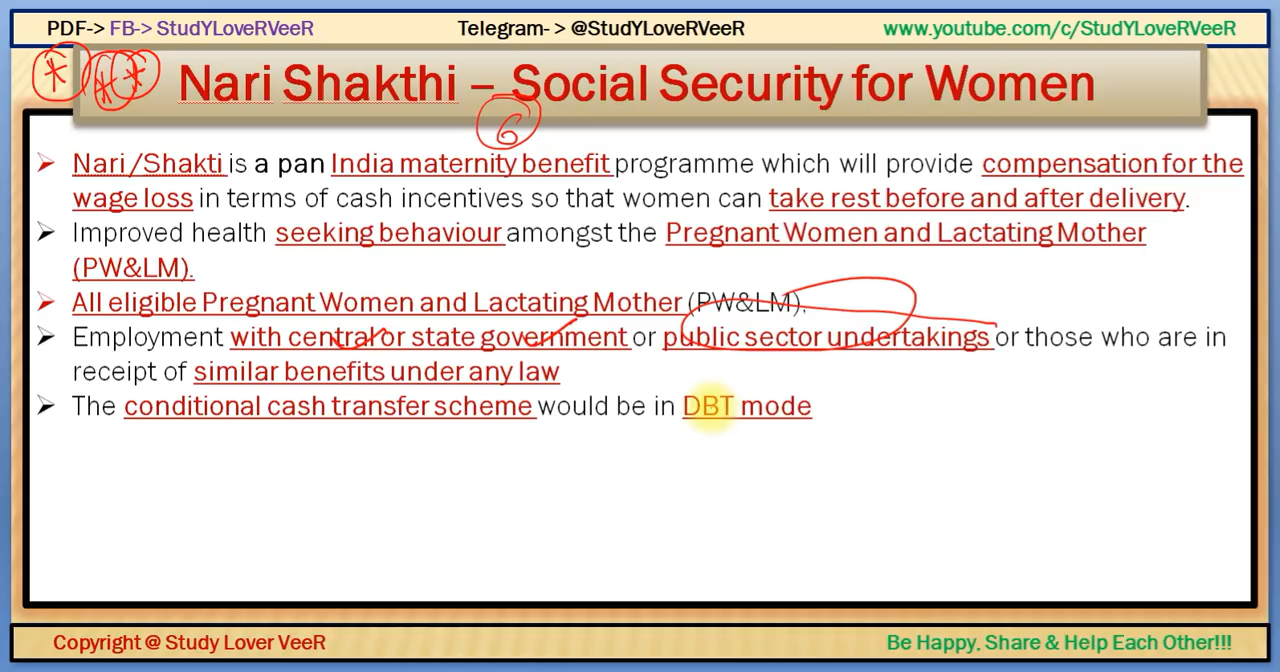 PDF-> FB-> StudYLoveRVeeR Telegram-> @StudYLoveRVeeR www.youtube.com/c/StudYLoveRVeeR
Nari Shakthi – Social Security for Women
6
➢ Nari /Shakti is a pan India maternity benefit programme which will provide compensation for the
wage loss in terms of cash incentives so that women can take rest before and after delivery.
➢ Improved health seeking behaviour amongst the Pregnant Women and Lactating Mother
(PW&LM).
➢ All eligible Pregnant Women and Lactating Mother (PW&LM),
➢ Employment with central or state government or public sector undertakings or those who are in
receipt of similar benefits under any law
➢ The conditional cash transfer scheme would be in DBT mode
Copyright @ Study Lover VeeR Be Happy, Share & Help Each Other!!!